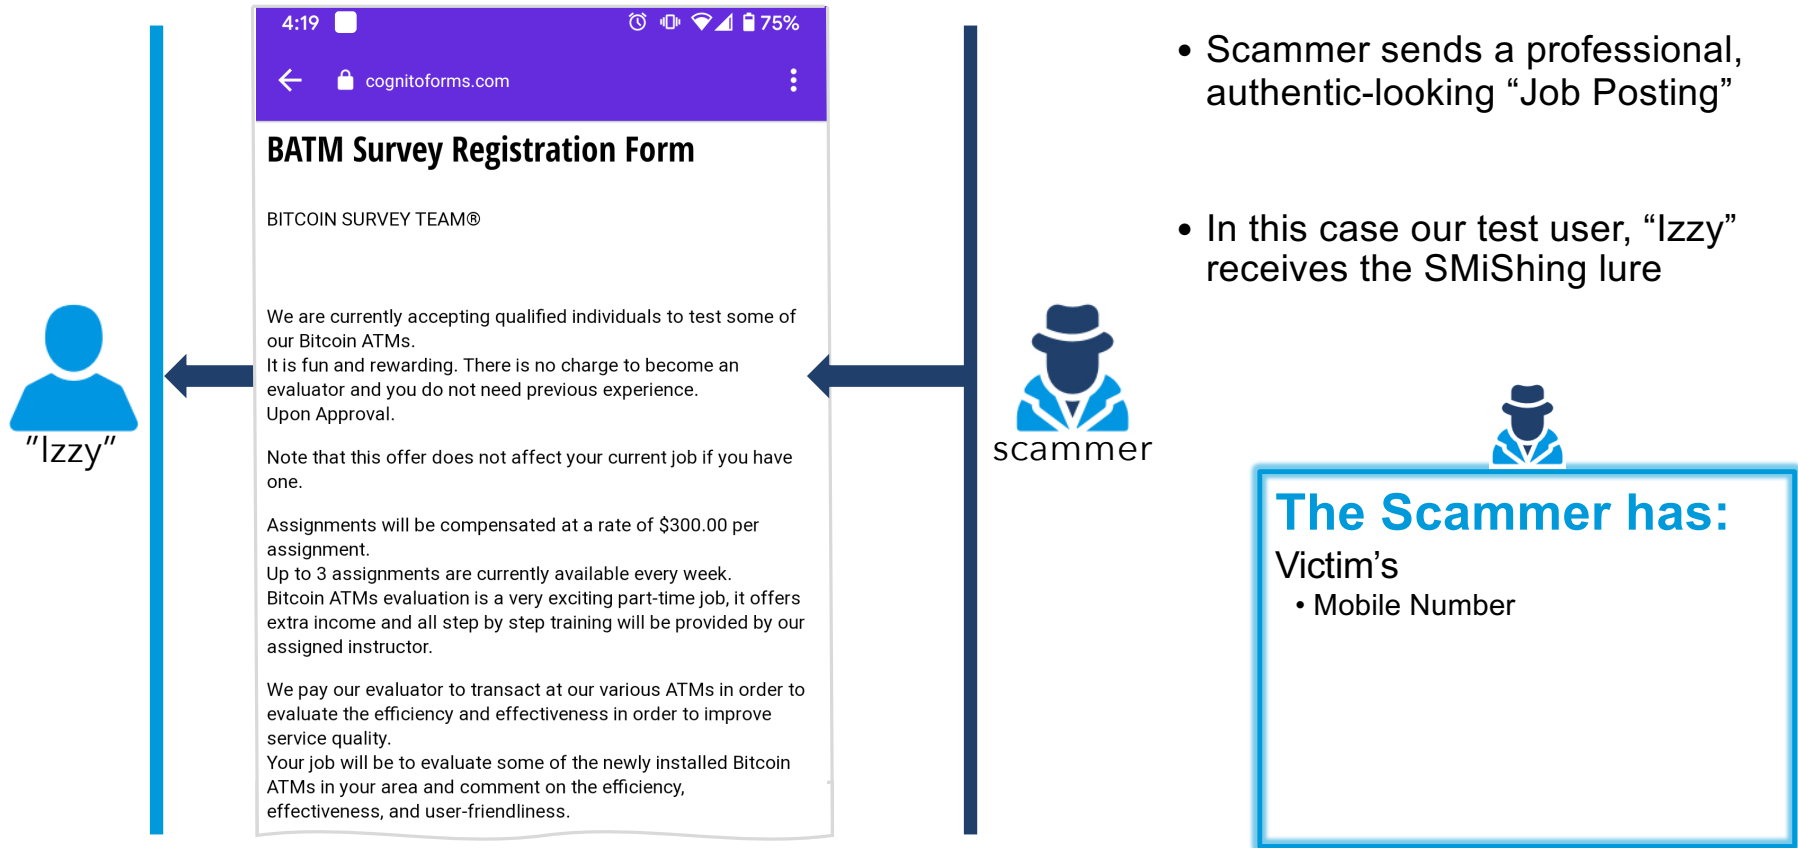 4:19
75%
cognitoforms.com
BATM Survey Registration Form
BITCOIN SURVEY TEAM®
We are currently accepting qualified individuals to test some of
our Bitcoin ATMs.
It is fun and rewarding. There is no charge to become an
evaluator and you do not need previous experience.
Upon Approval.
Note that this offer does not affect your current job if you have
one.
Assignments will be compensated at a rate of $300.00 per
assignment.
Up to 3 assignments are currently available every week.
Bitcoin ATMs evaluation is a very exciting part-time job, it offers
extra income and all step by step training will be provided by our
assigned instructor.
We pay our evaluator to transact at our various ATMs in order to
evaluate the efficiency and effectiveness in order to improve
service quality.
Your job will be to evaluate some of the newly installed Bitcoin
ATMs in your area and comment on the efficiency,
effectiveness, and user-friendliness.
"Izzy"
scammer
• Scammer sends a professional,
authentic-looking “Job Posting”
• In this case our test user, “Izzy”
receives the SMiShing lure
The Scammer has:
Victim’s
• Mobile Number